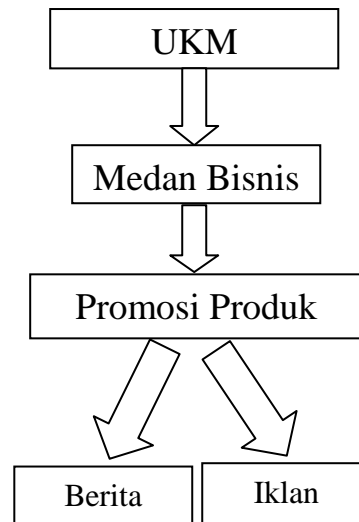 UKM
Medan Bisnis
Promosi Produk
Berita
Iklan